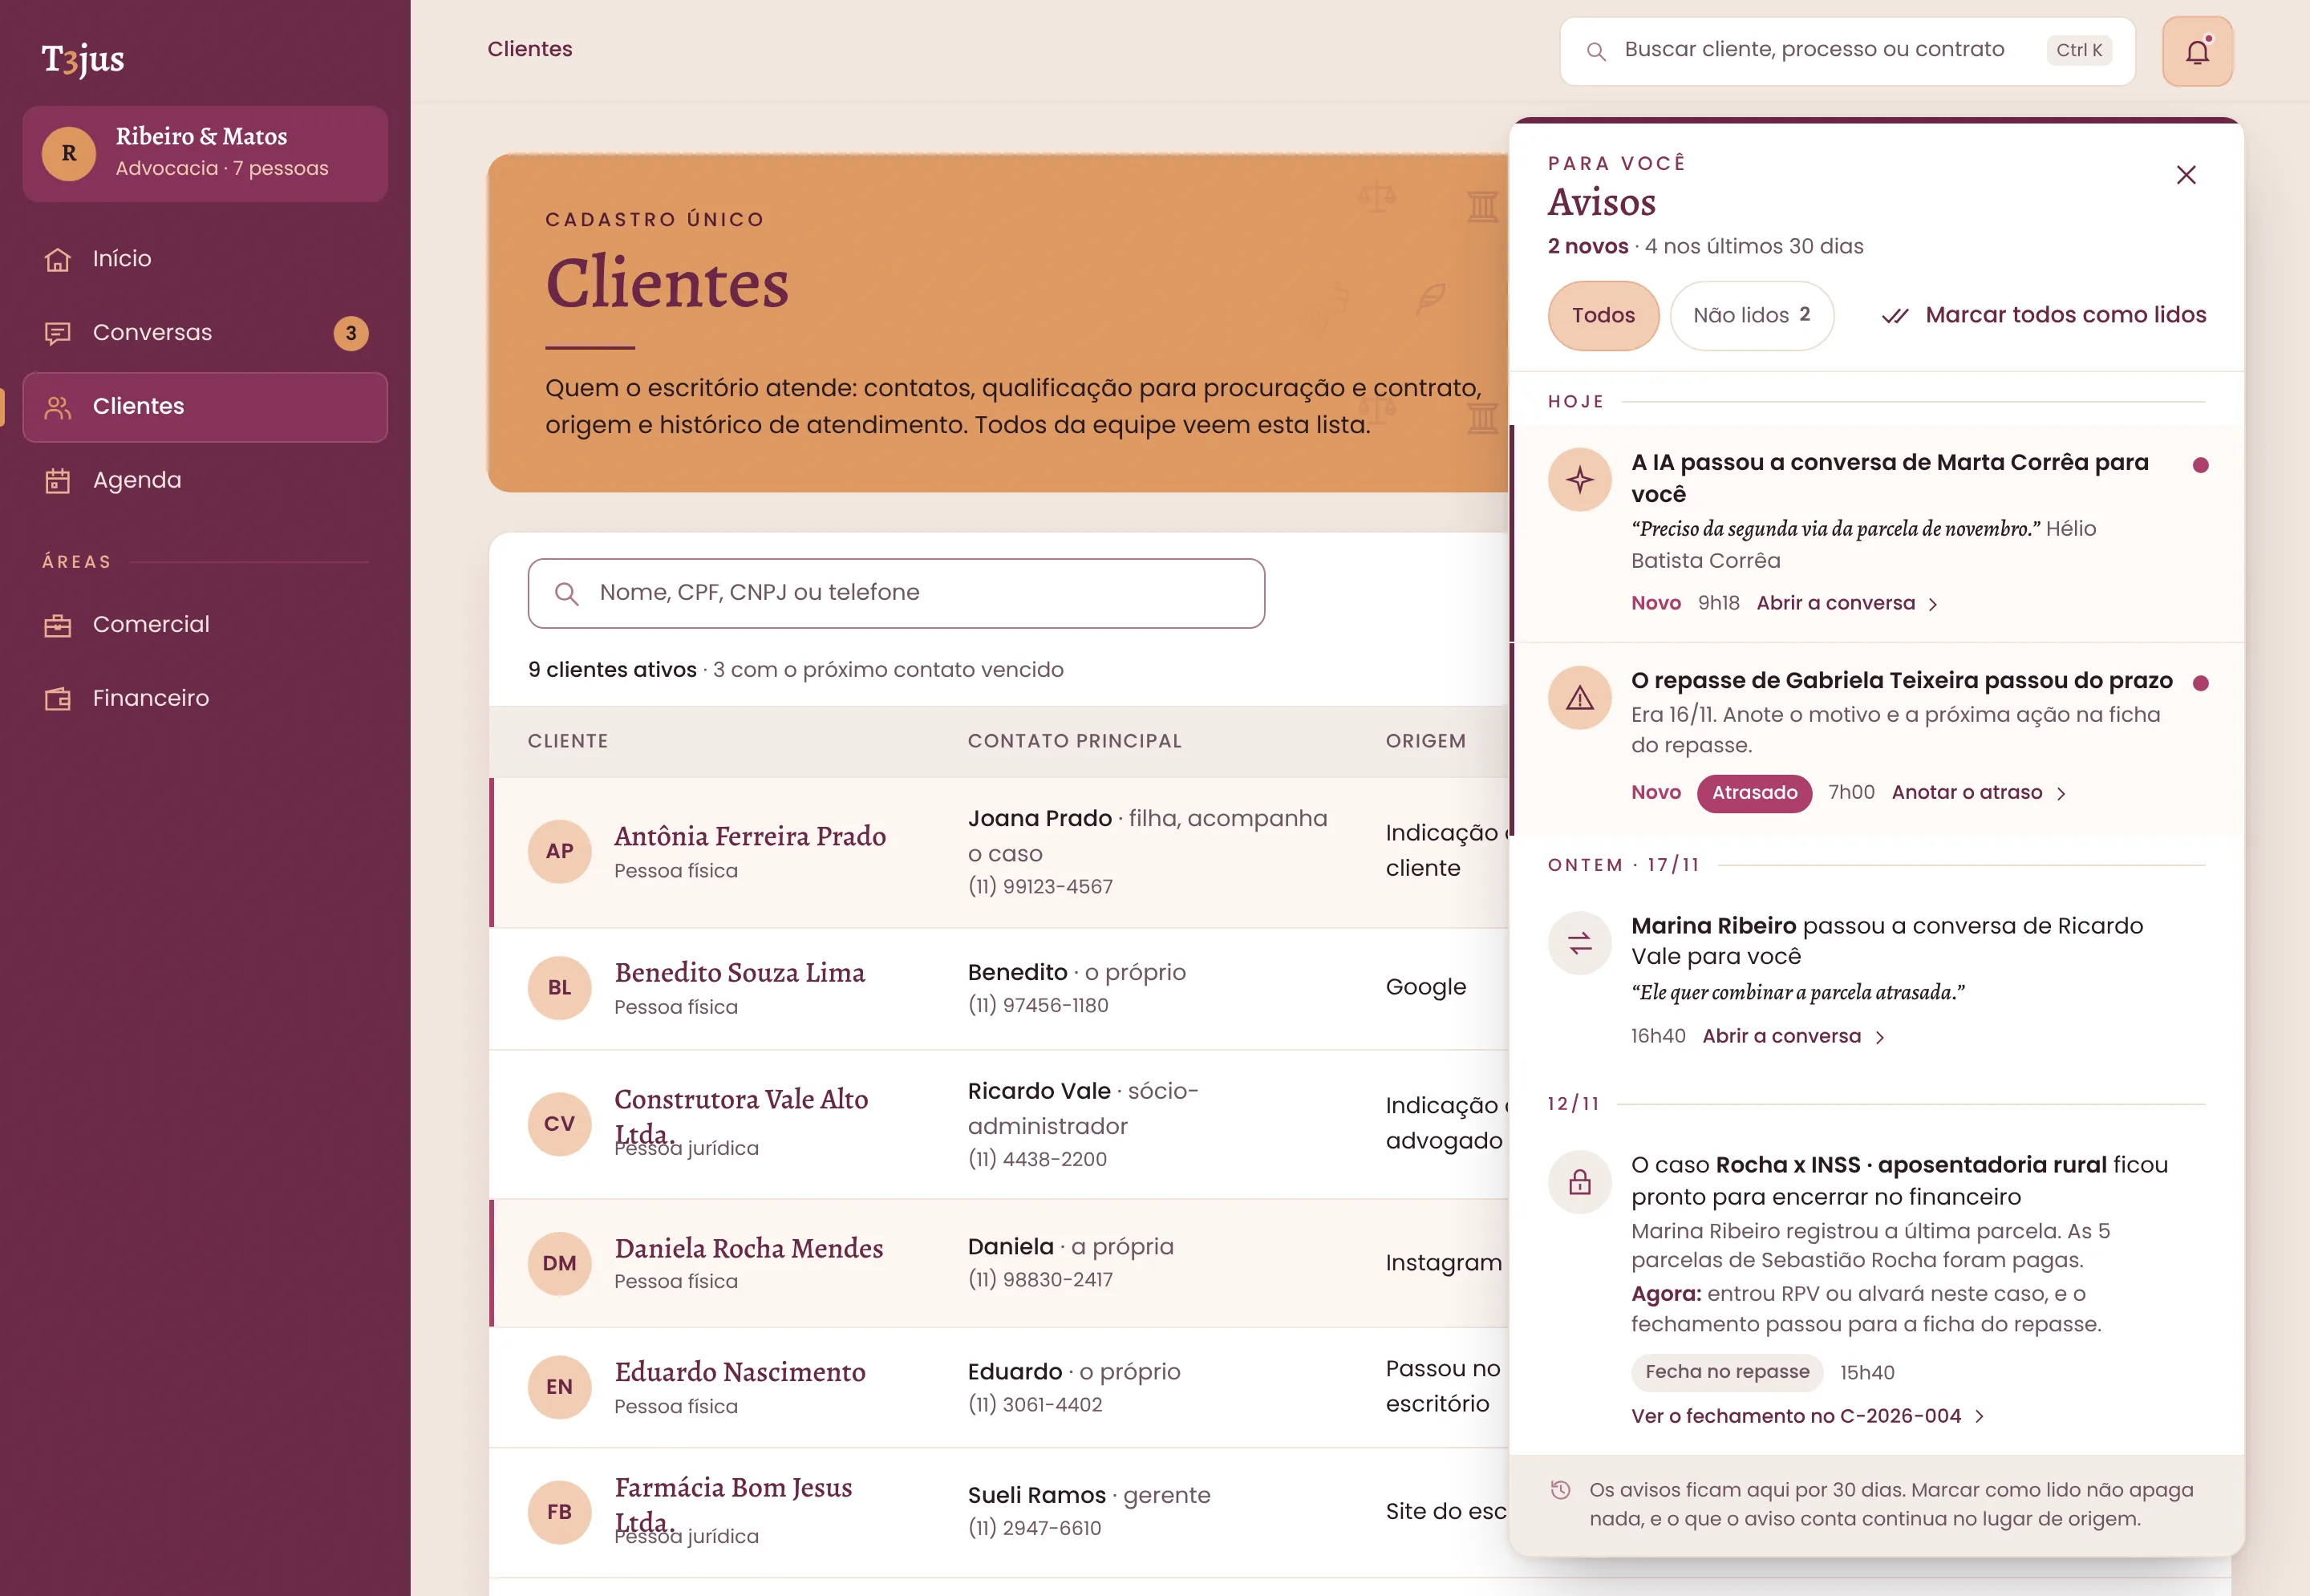 T3jus
R
Ribeiro & Matos
Advocacia · 7 pessoas
Início
Conversas 3
Clientes
Agenda
ÁREAS
Comercial
Financeiro
Clientes
Buscar cliente, processo ou contrato Ctrl K
CADASTRO ÚNICO
Clientes
Quem o escritório atende: contatos, qualificação para procuração e contrato,
origem e histórico de atendimento. Todos da equipe veem esta lista.
Nome, CPF, CNPJ ou telefone
9 clientes ativos · 3 com o próximo contato vencido
CLIENTE CONTATO PRINCIPAL ORIGEM
AP
Antônia Ferreira Prado
Pessoa física
Joana Prado · filha, acompanha
o caso
(11) 99123-4567
Indicação
cliente
BL
Benedito Souza Lima
Pessoa física
Benedito · o próprio
(11) 97456-1180
Google
CV
Construtora Vale Alto
Ltda.
Pessoa jurídica
Ricardo Vale · sócio-
administrador
(11) 4438-2200
Indicação
advogado
DM
Daniela Rocha Mendes
Pessoa física
Daniela · a própria
(11) 98830-2417
Instagram
EN
Eduardo Nascimento
Pessoa física
Eduardo · o próprio
(11) 3061-4402
Passou no
escritório
FB
Farmácia Bom Jesus
Ltda.
Pessoa jurídica
Sueli Ramos · gerente
(11) 2947-6610
Site do esc
PARA VOCÊ
Avisos
2 novos · 4 nos últimos 30 dias
Todos Não lidos 2 Marcar todos como lidos
HOJE
A IA passou a conversa de Marta Corrêa para
você
“Preciso da segunda via da parcela de novembro.” Hélio
Batista Corrêa
Novo 9h18 Abrir a conversa
O repasse de Gabriela Teixeira passou do prazo
Era 16/11. Anote o motivo e a próxima ação na ficha
do repasse.
Novo Atrasado 7h00 Anotar o atraso
ONTEM · 17/11
Marina Ribeiro passou a conversa de Ricardo
Vale para você
“Ele quer combinar a parcela atrasada.”
16h40 Abrir a conversa
12/11
O caso Rocha x INSS · aposentadoria rural ficou
pronto para encerrar no financeiro
Marina Ribeiro registrou a última parcela. As 5
parcelas de Sebastião Rocha foram pagas.
Agora: entrou RPV ou alvará neste caso, e o
fechamento passou para a ficha do repasse.
Fecha no repasse 15h40
Ver o fechamento no C-2026-004
Os avisos ficam aqui por 30 dias. Marcar como lido não apaga
nada, e o que o aviso conta continua no lugar de origem.